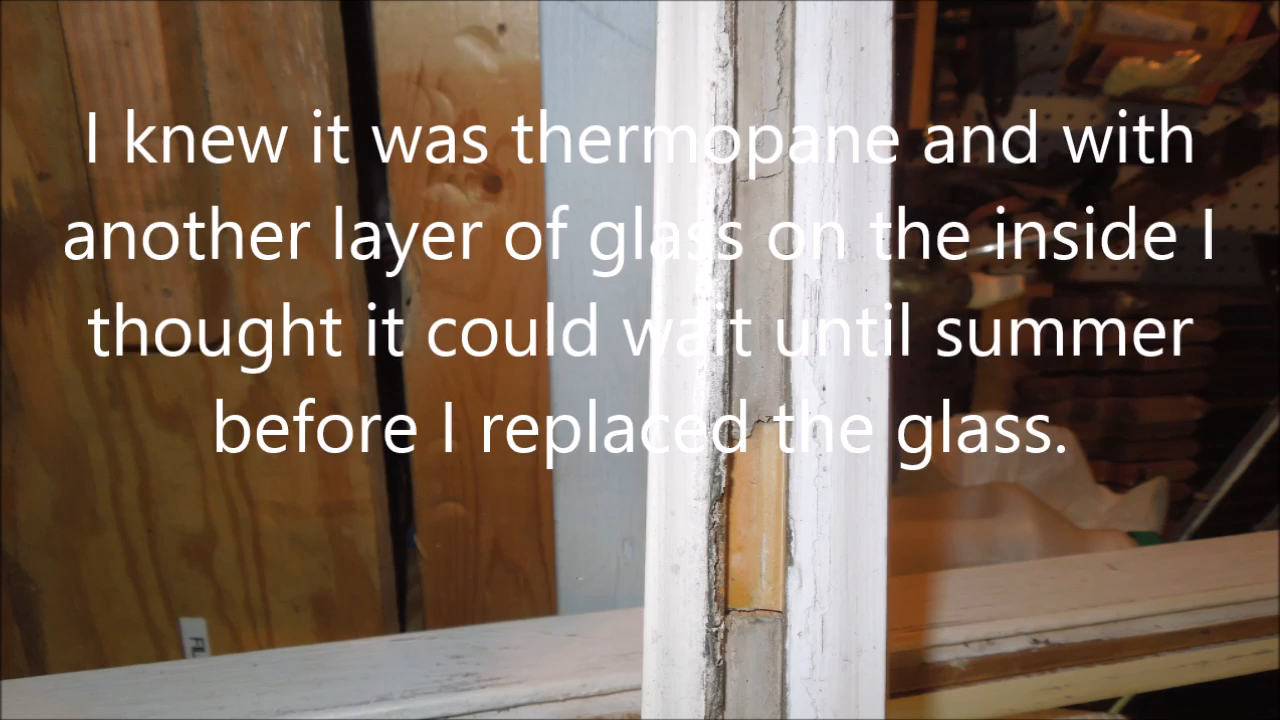 I knew it was thermopane and with
another layer of glass on the inside I
thought it could wait until summer
before I replaced the glass.